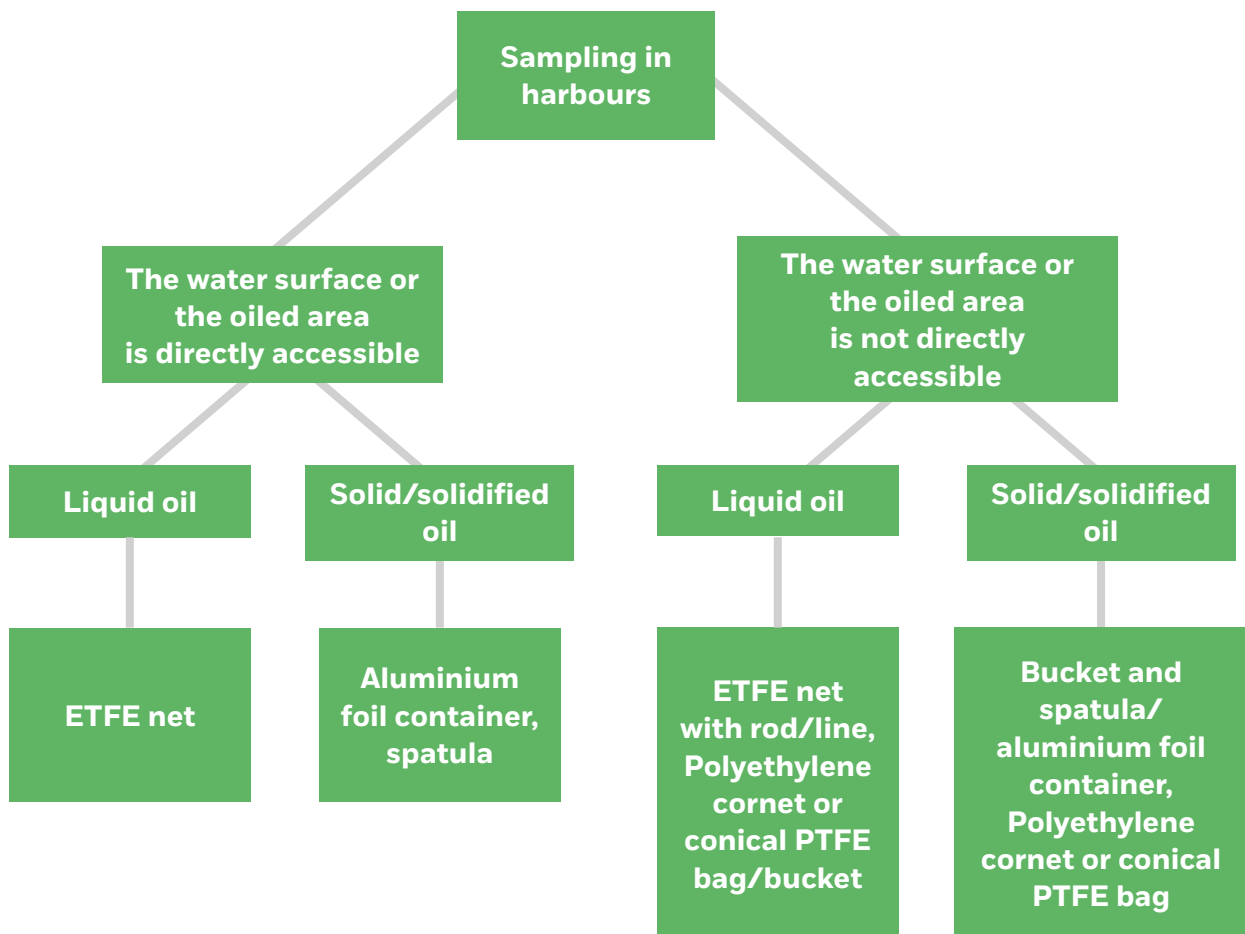 Sampling in
harbours
The water surface or
the oiled area
is directly accessible
The water surface or
the oiled area
is not directly
accessible
Liquid oil
Solid/solidified
oil
Liquid oil
Solid/solidified
oil
ETFE net
Aluminium
foil container,
spatula
ETFE net
with rod/line,
Polyethylene
cornet or
conical PTFE
bag/bucket
Bucket and
spatula/
aluminium foil
container,
Polyethylene
cornet or conical
PTFE bag